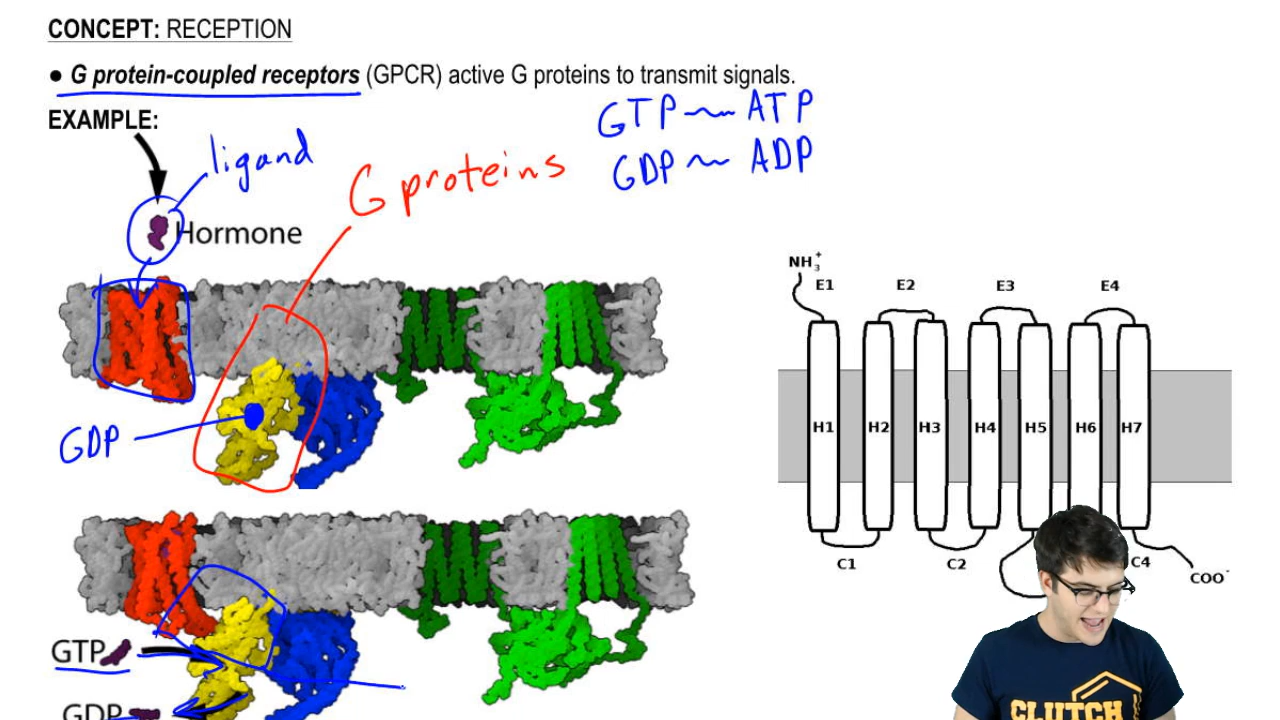 CONCEPT: RECEPTION
● G protein-coupled receptors (GPCR) active G proteins to transmit signals.
EXAMPLE:
GTP ~ ATP
GDP ~ ADP
ligand
G proteins
Hormone
GDP
NH3+
E1 E2 E3 E4
H1 H2 H3 H4 H5 H6 H7
C1 C2 C4
COO-
GTP
GDP
CLUTCH